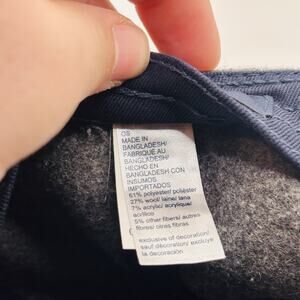 OS
MADE IN
BANGLADESH/
FABRIQUÉ AU
BANGLADESH/
HECHO EN
BANGLADESH CON
INSUMOS
IMPORTADOS
61% polyester/ poliéster
27% wool/ laine/ lana
7% acrylic/ acrylique/
acrílico
5% other fibers/ autres
fibres/ otras fibras
exclusive of decoration/
sauf décoration/ excluye
la decoración